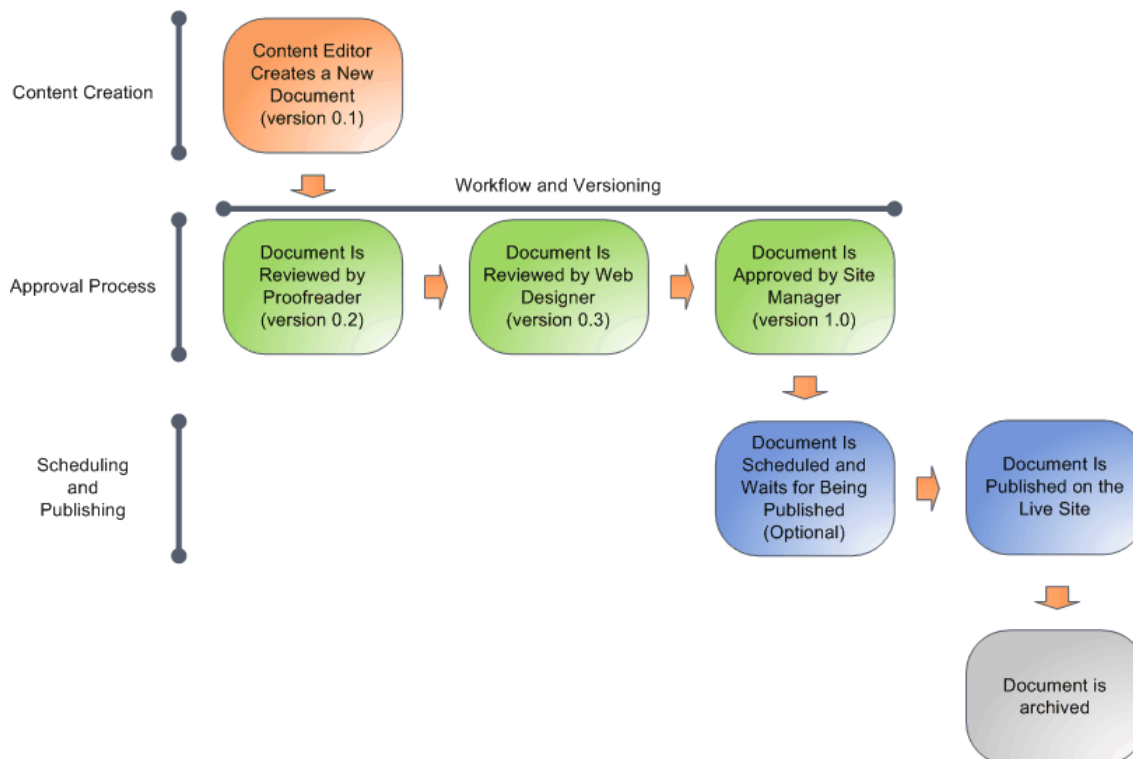 Content Creation
Content Editor
Creates a New
Document
(version 0.1)
Workflow and Versioning
Approval Process
Document Is
Reviewed by
Proofreader
(version 0.2)
Document Is
Reviewed by Web
Designer
(version 0.3)
Document Is
Approved by Site
Manager
(version 1.0)
Scheduling
and
Publishing
Document Is
Scheduled and
Waits for Being
Published
(Optional)
Document Is
Published on the
Live Site
Document is
archived